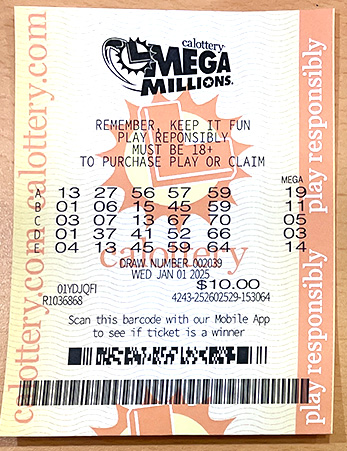 calottery
MEGA
MILLIONS
REMEMBER, KEEP IT FUN
PLAY REPONSIBLY
MUST BE 18+
TO PURCHASE PLAY OR CLAIM
MEGA
A 13 27 56 57 59 19
B 01 06 15 45 59 11
C 03 07 13 67 70 05
D 01 37 41 52 66 03
E 04 13 45 59 64 14
calottery
DRAW NUMBER 002039
WED JAN 01 2025
01YDJQFI $10.00
R1036868 4243-252602529-153064
Scan this barcode with our Mobile App
to see if ticket is a winner
calottery.com calottery.com
play responsibly
play responsibly